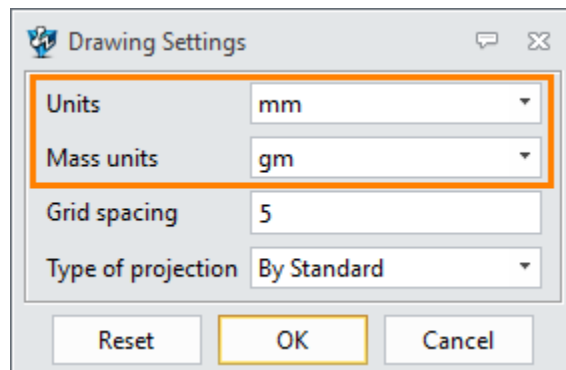 Drawing Settings
Units mm
Mass units gm
Grid spacing 5
Type of projection By Standard
Reset OK Cancel